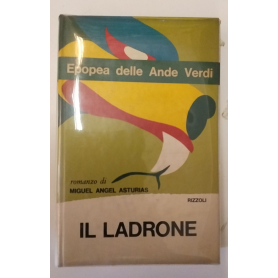 Epopea delle Ande Verdi
romanzo di
MIGUEL ANGEL ASTURIAS
RIZZOLI
IL LADRONE